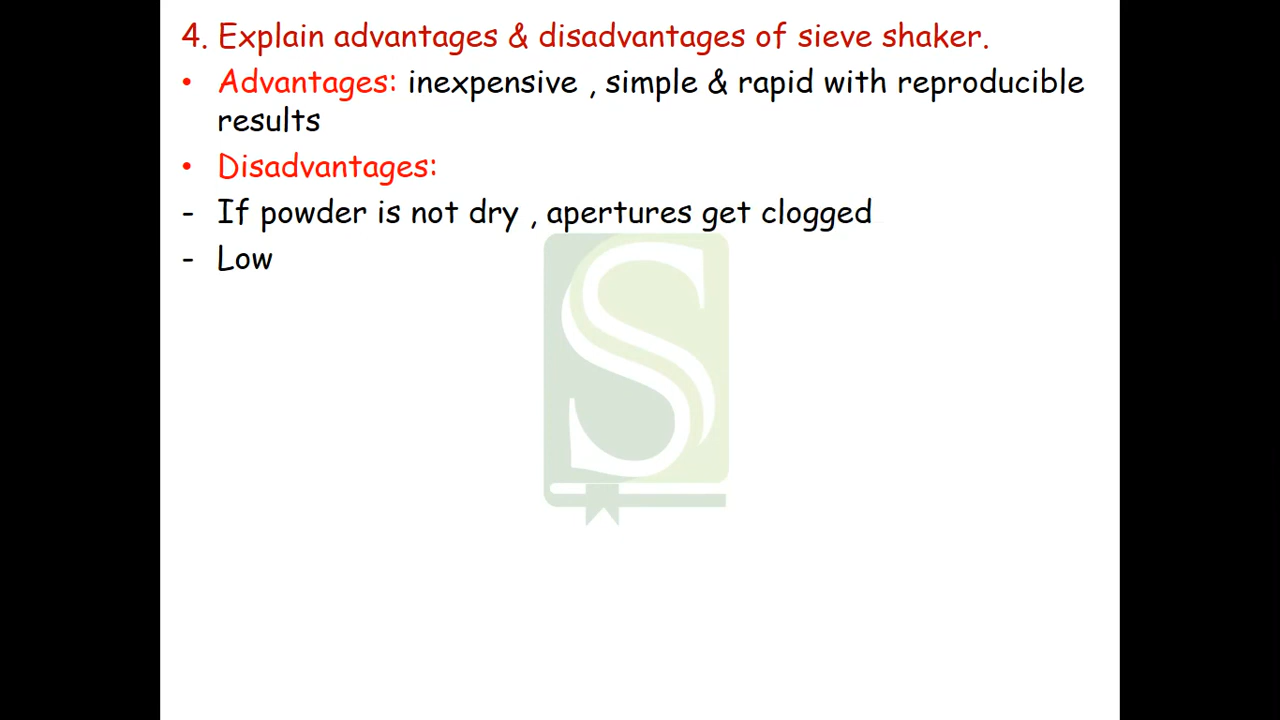 4. Explain advantages & disadvantages of sieve shaker.
• Advantages: inexpensive , simple & rapid with reproducible
results
• Disadvantages:
- If powder is not dry , apertures get clogged
- Low